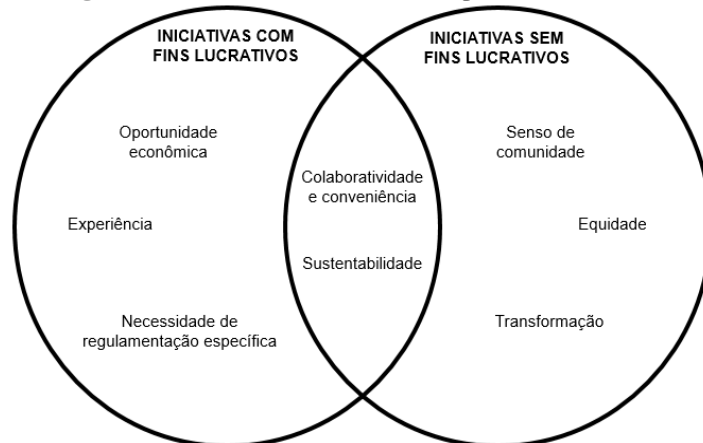 INICIATIVAS COM
FINS LUCRATIVOS
INICIATIVAS SEM
FINS LUCRATIVOS
Oportunidade
econômica
Experiência
Necessidade de
regulamentação específica
Colaboratividade
e conveniência
Sustentabilidade
Senso de
comunidade
Equidade
Transformação